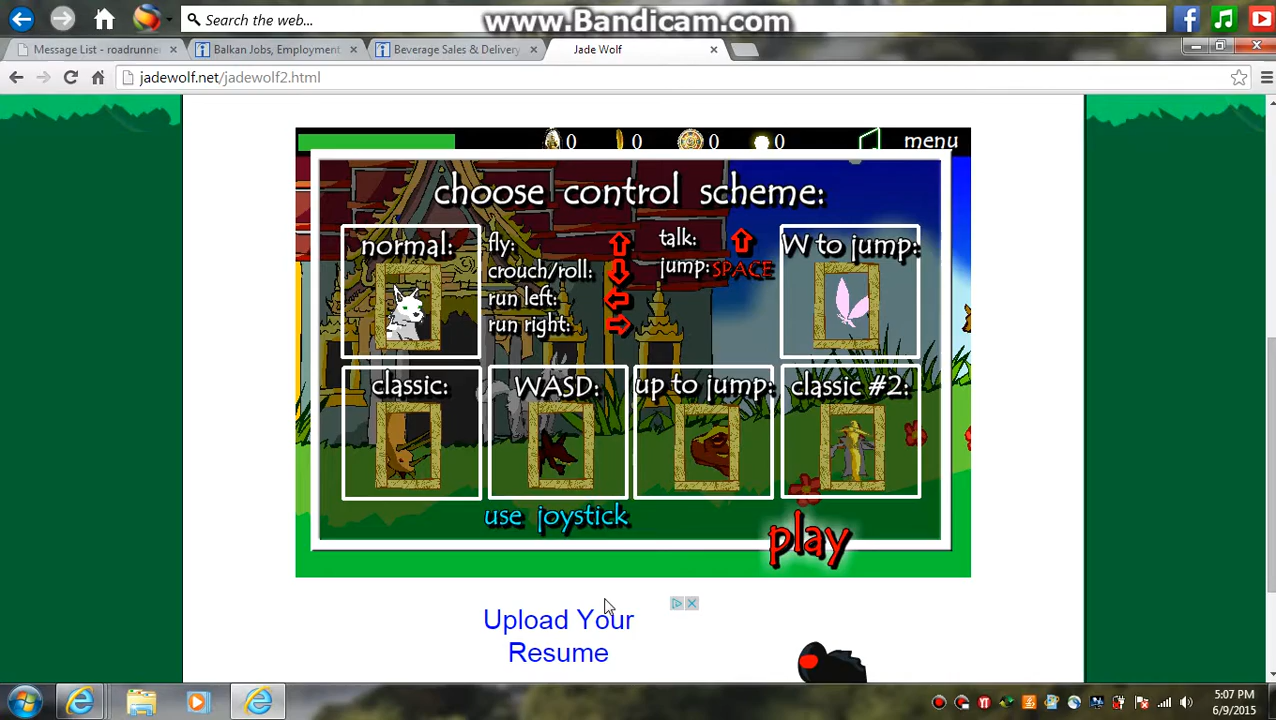 www.Bandicam.com
Search the web...
Message List - roadrunne
Balkan Jobs, Employment
Beverage Sales & Delivery
Jade Wolf
jadewolf.net/jadewolf2.html
0 0 0 0 menu
choose control scheme:
normal:
fly:
crouch/roll:
run left:
run right:
talk:
jump: SPACE
W to jump:
classic:
WASD:
up to jump:
classic #2:
use joystick
play
Upload Your
Resume
5:07 PM
6/9/2015